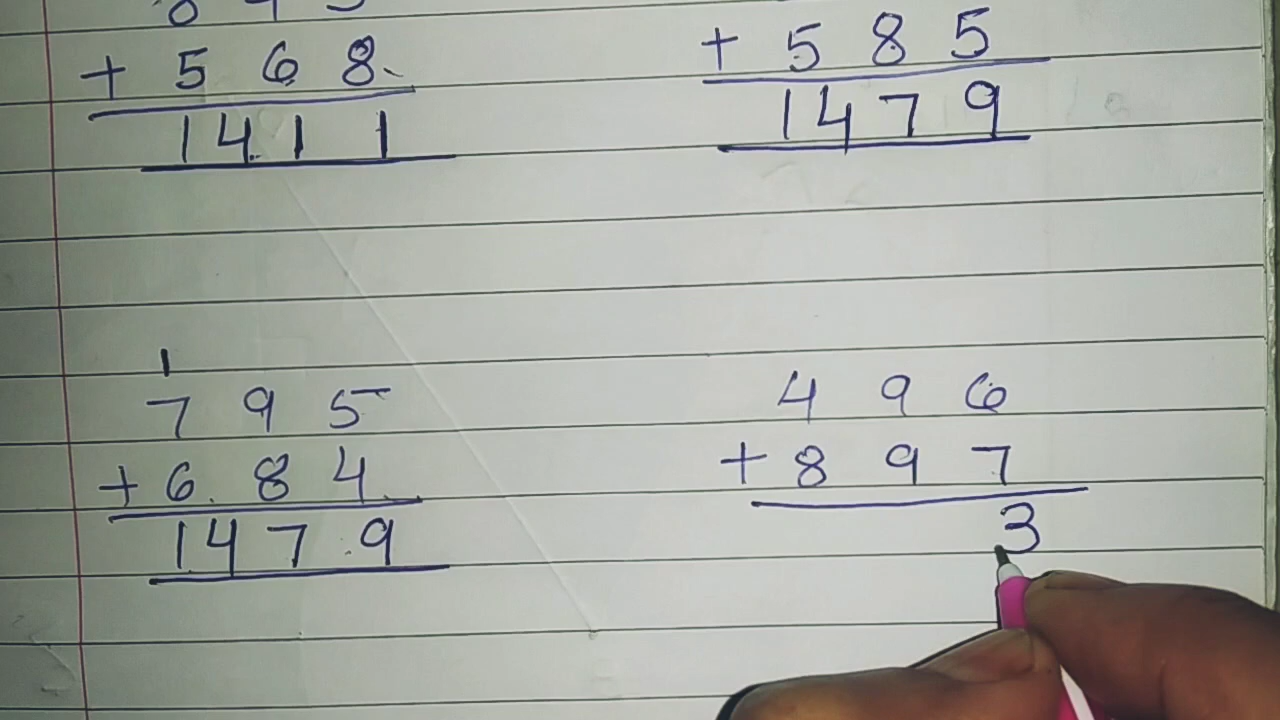 + 5 6 8
1 4 1 1
+ 5 8 5
1 4 7 9
1
7 9 5
+ 6 8 4
1 4 7 9
4 9 6
+ 8 9 7
3